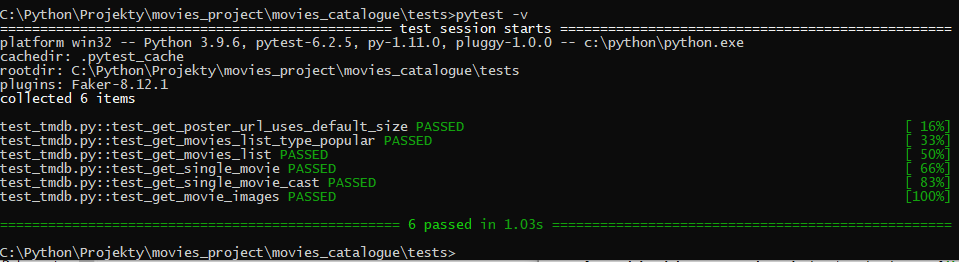 C:\Python\Projekty\movies_project\movies_catalogue\tests>pytest -v
================================================ test session starts ================================================
platform win32 -- Python 3.9.6, pytest-6.2.5, py-1.11.0, pluggy-1.0.0 -- c:\python\python.exe
cachedir: .pytest_cache
rootdir: C:\Python\Projekty\movies_project\movies_catalogue\tests
plugins: Faker-8.12.1
collected 6 items
test_tmdb.py::test_get_poster_url_uses_default_size PASSED [ 16%]
test_tmdb.py::test_get_movies_list_type_popular PASSED [ 33%]
test_tmdb.py::test_get_movies_list PASSED [ 50%]
test_tmdb.py::test_get_single_movie PASSED [ 66%]
test_tmdb.py::test_get_single_movie_cast PASSED [ 83%]
test_tmdb.py::test_get_movie_images PASSED [100%]
================================================= 6 passed in 1.03s =================================================
C:\Python\Projekty\movies_project\movies_catalogue\tests>